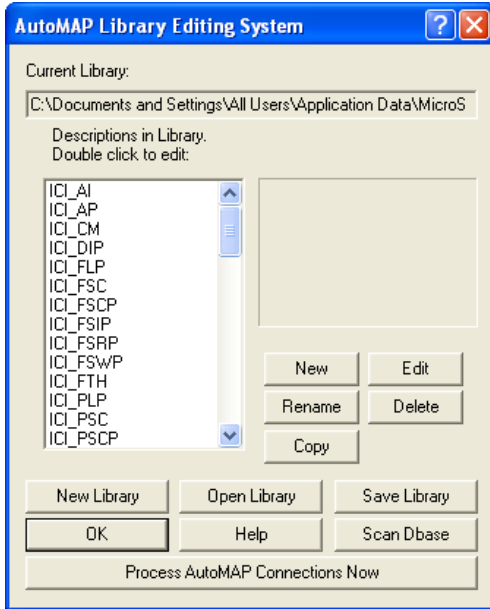 AutoMAP Library Editing System
Current Library:
C:\Documents and Settings\All Users\Application Data\MicroS
Descriptions in Library.
Double click to edit:
ICI_AI
ICI_AP
ICI_CM
ICI_DIP
ICI_FLP
ICI_FSC
ICI_FSCP
ICI_FSIP
ICI_FSRP
ICI_FSWP
ICI_FTH
ICI_PLP
ICI_PSC
ICI_PSCP
New Edit
Rename Delete
Copy
New Library Open Library Save Library
OK Help Scan Dbase
Process AutoMAP Connections Now